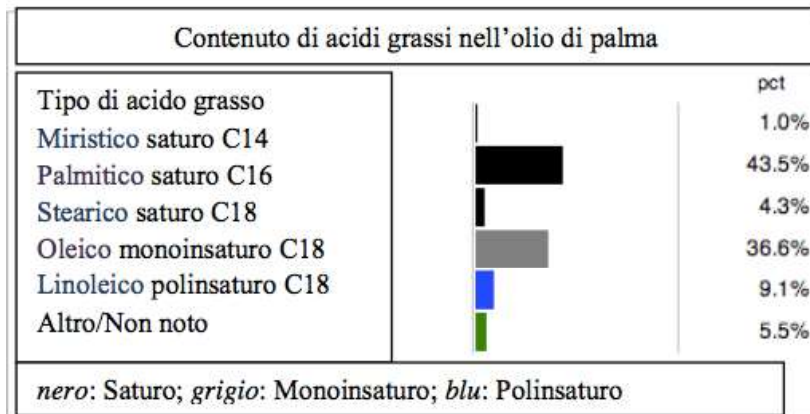 Contenuto di acidi grassi nell’olio di palma
Tipo di acido grasso pct
Miristico saturo C14 1.0%
Palmitico saturo C16 43.5%
Stearico saturo C18 4.3%
Oleico monoinsaturo C18 36.6%
Linoleico polinsaturo C18 9.1%
Altro/Non noto 5.5%
nero: Saturo; grigio: Monoinsaturo; blu: Polinsaturo